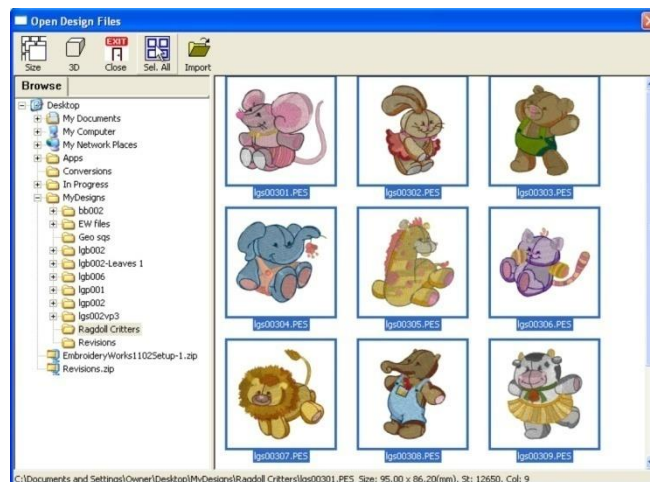 Open Design Files
Size 3D EXIT Close Sel. All Import
Browse
Desktop
My Documents
My Computer
My Network Places
Apps
Conversions
In Progress
MyDesigns
bb002
EW files
Geo sqs
lgb002
lgb002-Leaves 1
lgb006
lgp001
lgp002
lgs002vp3
Ragdoll Critters
Revisions
EmbroideryWorks1102Setup-1.zip
Revisions.zip
lgs00301.PES lgs00302.PES lgs00303.PES
lgs00304.PES lgs00305.PES lgs00306.PES
lgs00307.PES lgs00308.PES lgs00309.PES
C:\Documents and Settings\Owner\Desktop\MyDesigns\Ragdoll Critters\lgs00301.PES Size: 95.00 x 86.20(mm), St: 12650, Col: 9